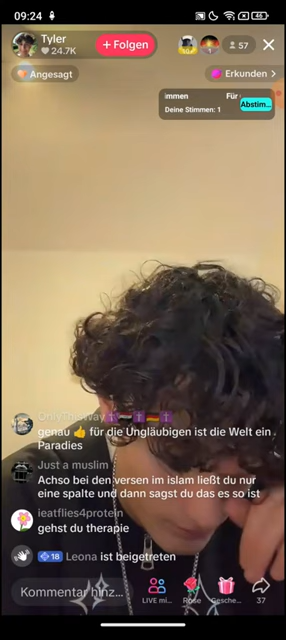 09:24
46
Tyler
24.7K
+ Folgen
57
Angesagt
Erkunden >
immen Für
Deine Stimmen: 1
Abstim...
genau 👍 für die Ungläubigen ist die Welt ein
Paradies
Just a muslim
Achso bei den versen im islam ließt du nur
eine spalte und dann sagst du das es so ist
ieatflies4protein
gehst du therapie
18 Leona ist beigetreten
Kommentar hinz...
LIVE mi...
Rose
Gesche...
37